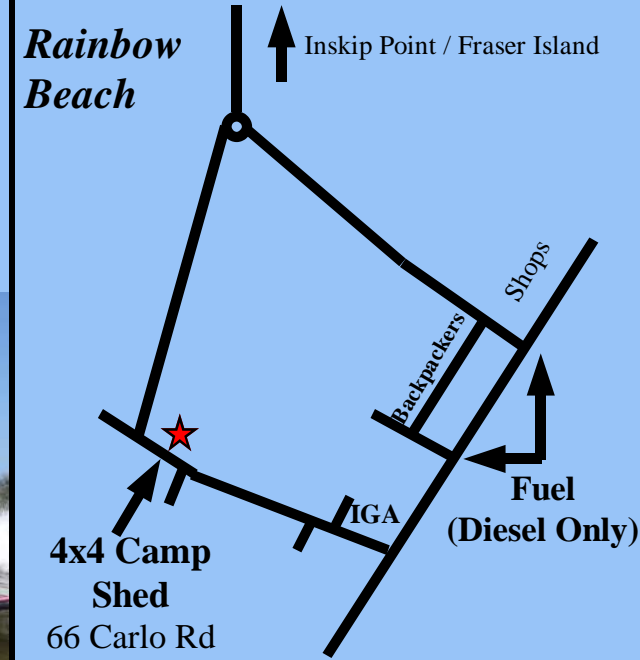 Rainbow
Beach
Inskip Point / Fraser Island
Shops
Backpackers
IGA
Fuel
(Diesel Only)
4x4 Camp
Shed
66 Carlo Rd